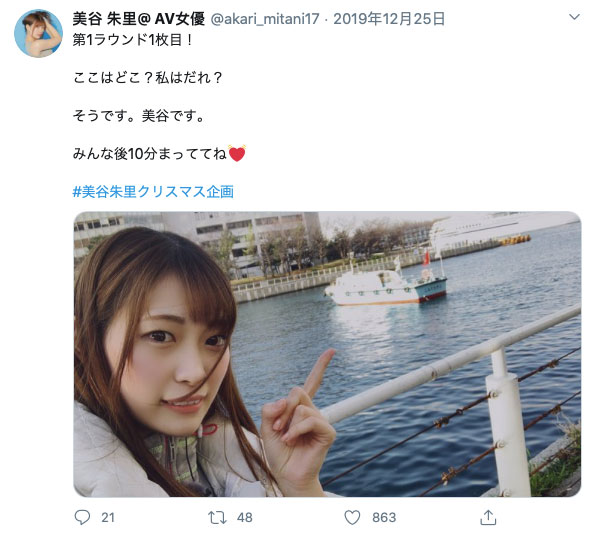 美谷 朱里@ AV女優 @akari_mitani17 · 2019年12月25日
第1ラウンド1枚目！
ここはどこ？私はだれ？
そうです。美谷です。
みんな後10分まっててね❤️
#美谷朱里クリスマス企画
21 48 863